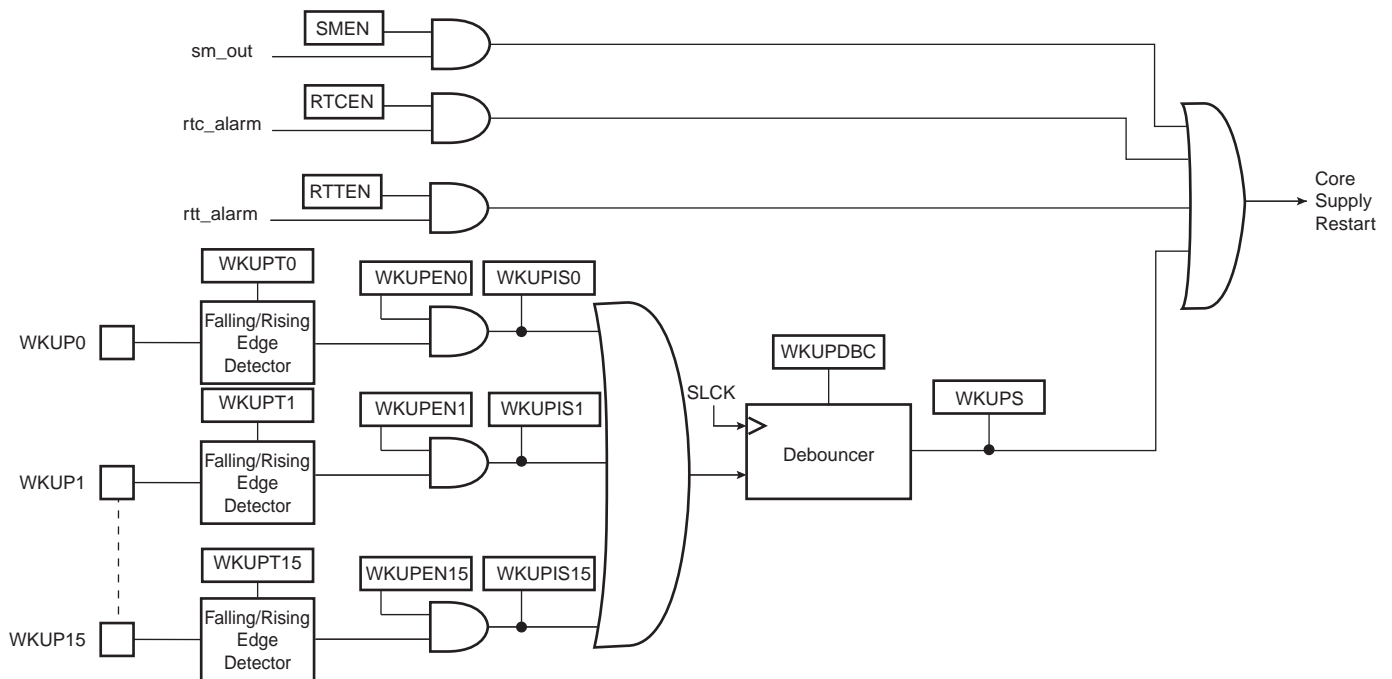 SMEN
sm_out
RTCEN
rtc_alarm
RTTEN
rtt_alarm
Core
Supply
Restart
WKUPT0
WKUPEN0
WKUPIS0
WKUP0
Falling/Rising
Edge
Detector
WKUPDBC
WKUPT1
WKUPEN1
WKUPIS1
SLCK
WKUPS
WKUP1
Falling/Rising
Edge
Detector
Debouncer
WKUPT15
WKUPEN15
WKUPIS15
WKUP15
Falling/Rising
Edge
Detector